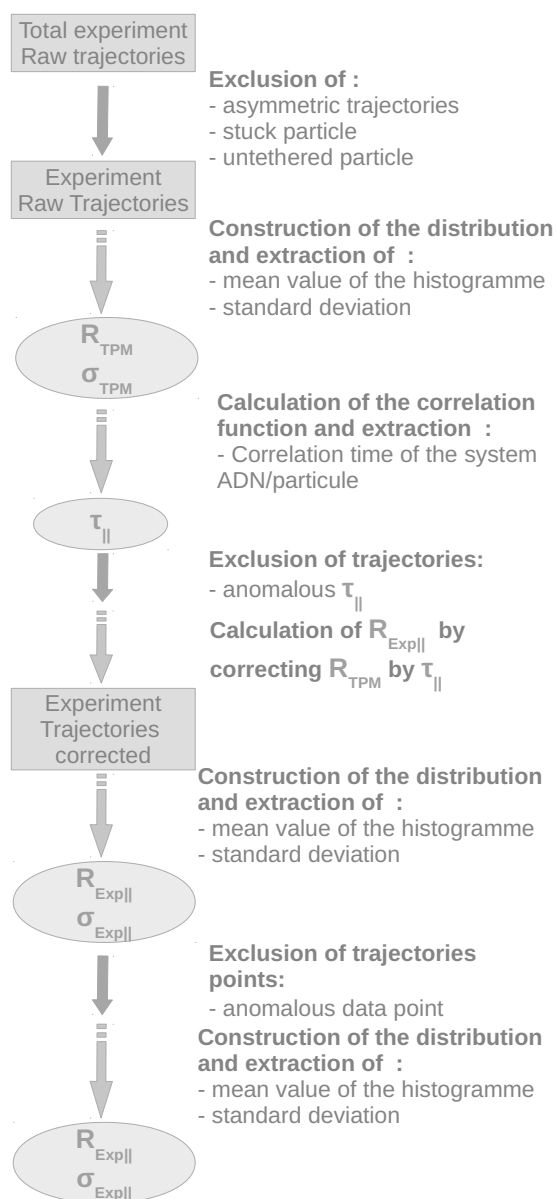 Total experiment
Raw trajectories
Exclusion of :
- asymmetric trajectories
- stuck particle
- untethered particle
Experiment
Raw Trajectories
Construction of the distribution
and extraction of :
- mean value of the histogramme
- standard deviation
R_TPM
σ_TPM
Calculation of the correlation
function and extraction :
- Correlation time of the system
ADN/particule
τ_||
Exclusion of trajectories:
- anomalous τ_||
Calculation of R_Exp|| by
correcting R_TPM by τ_||
Experiment
Trajectories
corrected
Construction of the distribution
and extraction of :
- mean value of the histogramme
- standard deviation
R_Exp||
σ_Exp||
Exclusion of trajectories
points:
- anomalous data point
Construction of the distribution
and extraction of :
- mean value of the histogramme
- standard deviation
R_Exp||
σ_Exp||